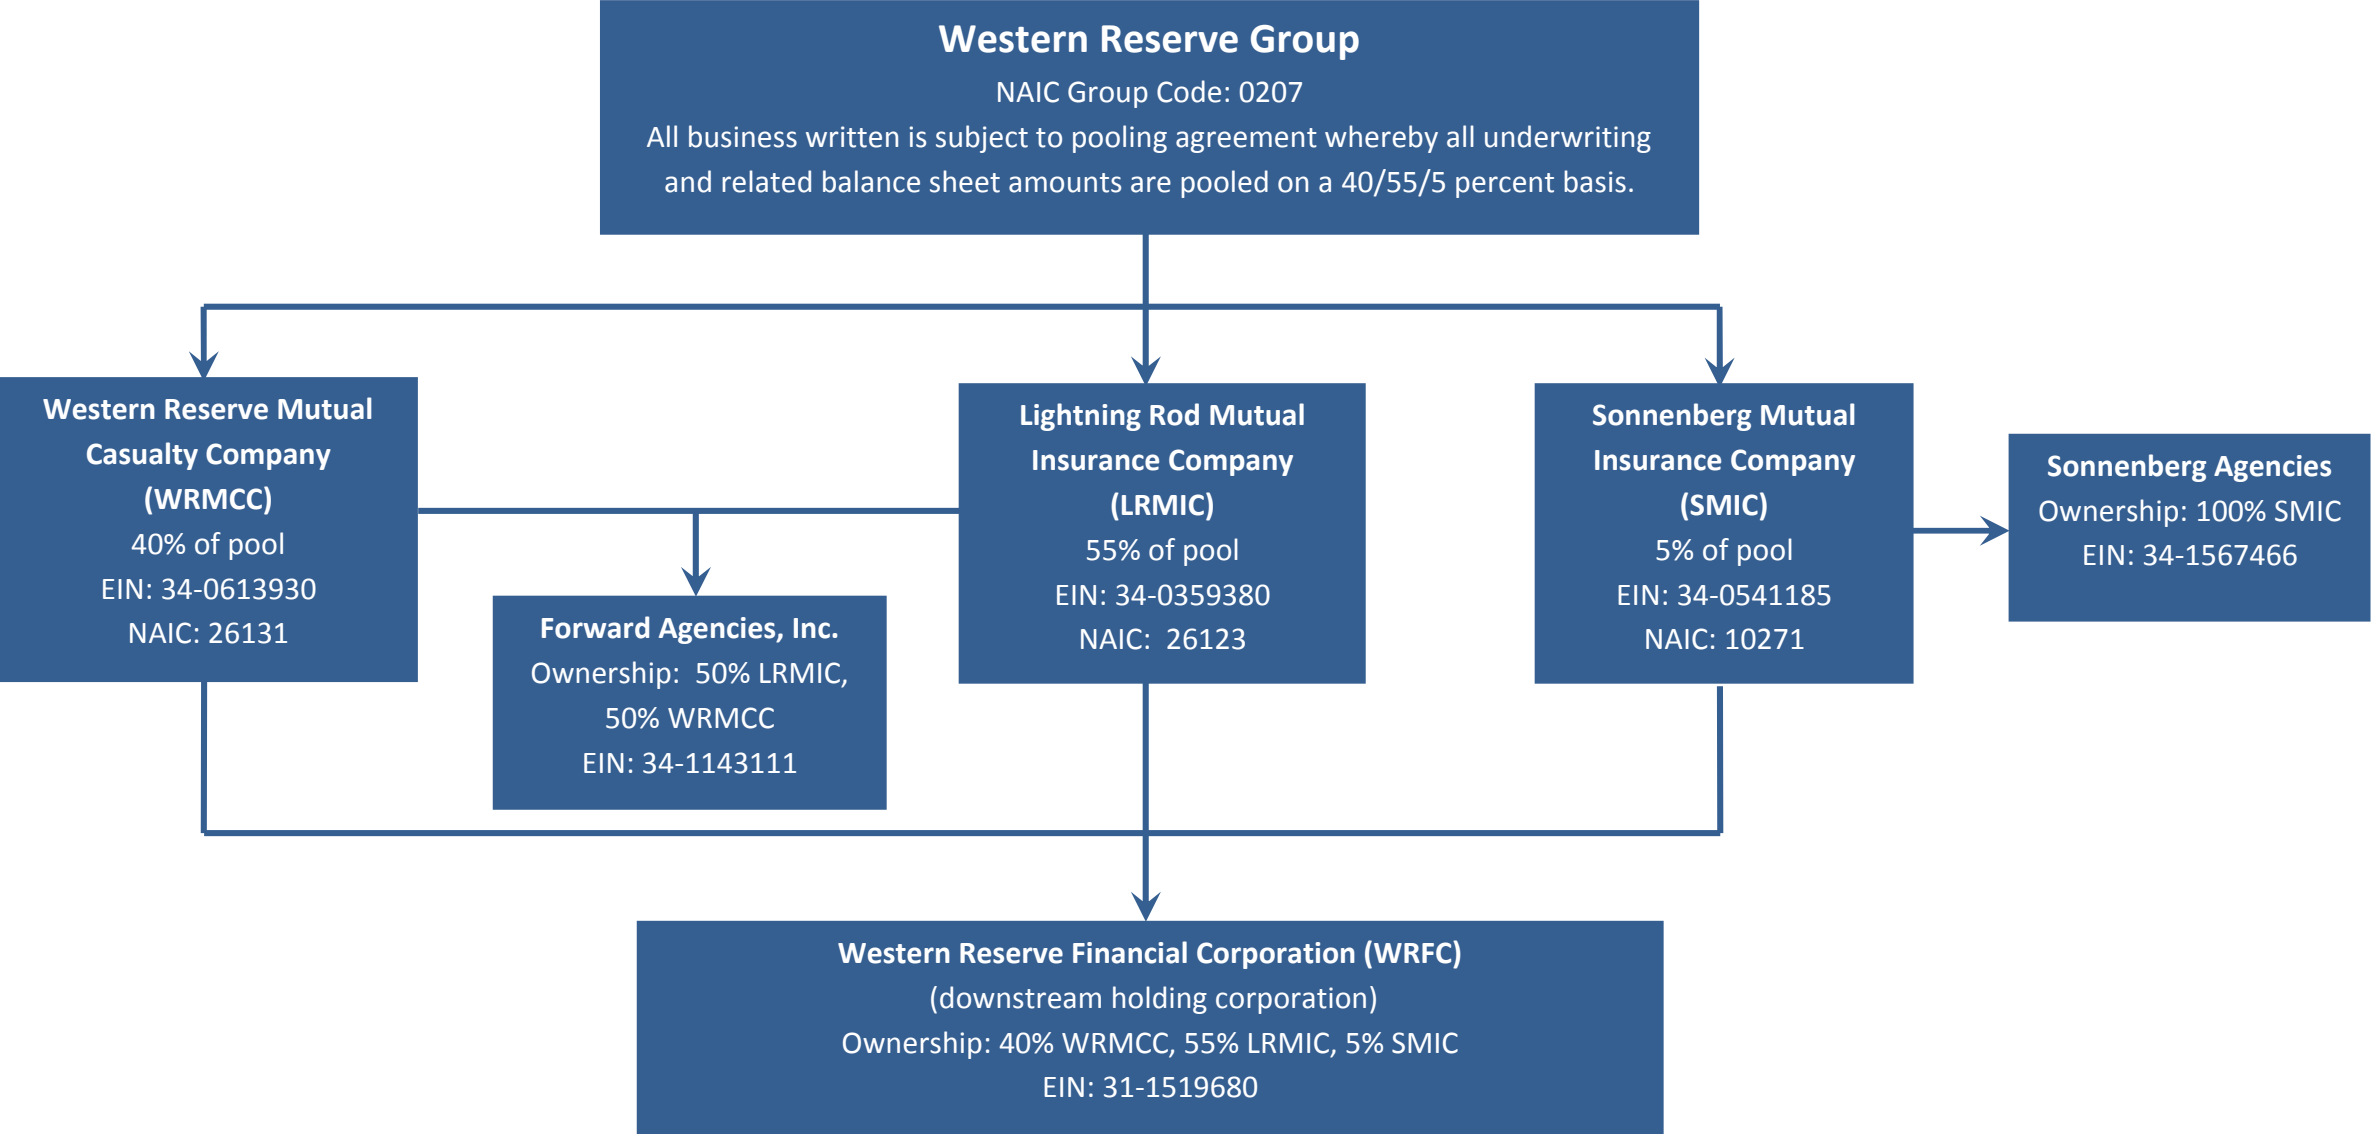 Western Reserve Group
NAIC Group Code: 0207
All business written is subject to pooling agreement whereby all underwriting
and related balance sheet amounts are pooled on a 40/55/5 percent basis.
Western Reserve Mutual
Casualty Company
(WRMCC)
40% of pool
EIN: 34-0613930
NAIC: 26131
Forward Agencies, Inc.
Ownership:  50% LRMIC,
50% WRMCC
EIN: 34-1143111
Lightning Rod Mutual
Insurance Company
(LRMIC)
55% of pool
EIN: 34-0359380
NAIC:  26123
Sonnenberg Mutual
Insurance Company
(SMIC)
5% of pool
EIN: 34-0541185
NAIC: 10271
Sonnenberg Agencies
Ownership: 100% SMIC
EIN: 34-1567466
Western Reserve Financial Corporation (WRFC)
(downstream holding corporation)
Ownership: 40% WRMCC, 55% LRMIC, 5% SMIC
EIN: 31-1519680